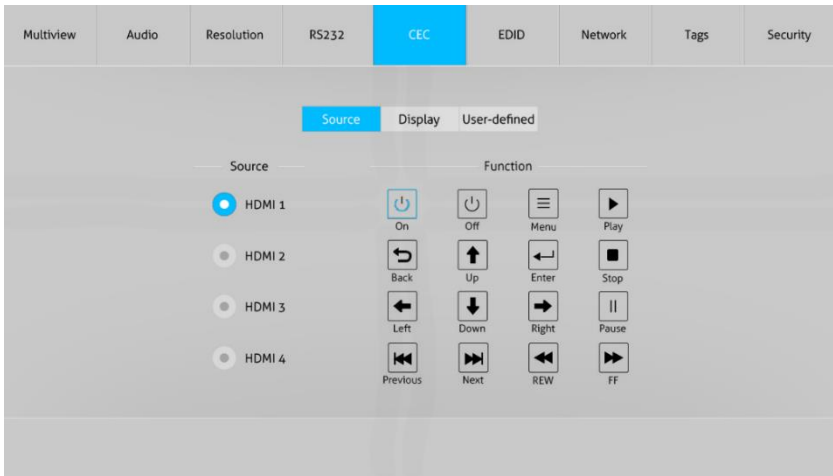 Multiview Audio Resolution RS232 CEC EDID Network Tags Security
Source Display User-defined
Source Function
HDMI 1
On Off Menu Play
HDMI 2
Back Up Enter Stop
HDMI 3
Left Down Right Pause
HDMI 4
Previous Next REW FF